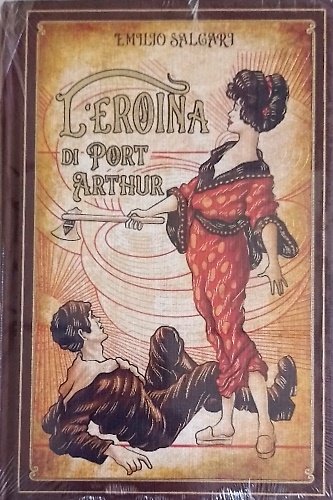 EMILIO SALGARI
L'EROINA
DI PORT
ARTHUR